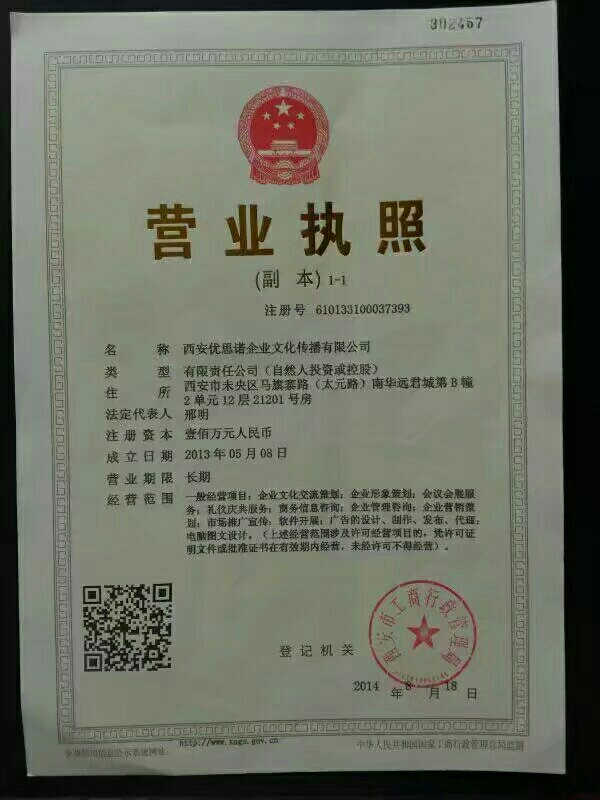 302457
营业执照
(副 本) 1-1
注册号 610133100037393
名 称 西安优思诺企业文化传播有限公司
类 型 有限责任公司（自然人投资或控股）
住 所 西安市未央区马旗寨路（太元路）南华远君城第B幢
2单元12层21201号房
法定代表人 邢明
注册资本 壹佰万元人民币
成立日期 2013年05月08日
营业期限 长期
经营范围 一般经营项目：企业文化交流策划；企业形象策划；会议会展服
务；礼仪庆典服务；商务信息咨询；企业管理咨询；企业营销策
划；市场推广宣传；软件开展；广告的设计、制作、发布、代理；
电脑图文设计。（上述经营范围涉及许可经营项目的，凭许可证
明文件或批准证书在有效期内经营，未经许可不得经营）。
西安市工商行政管理局
登记机关
2014 年 8 月 18 日
http://www.xags.gov.cn
企业信用信息公示系统网址：
中华人民共和国国家工商行政管理总局监制